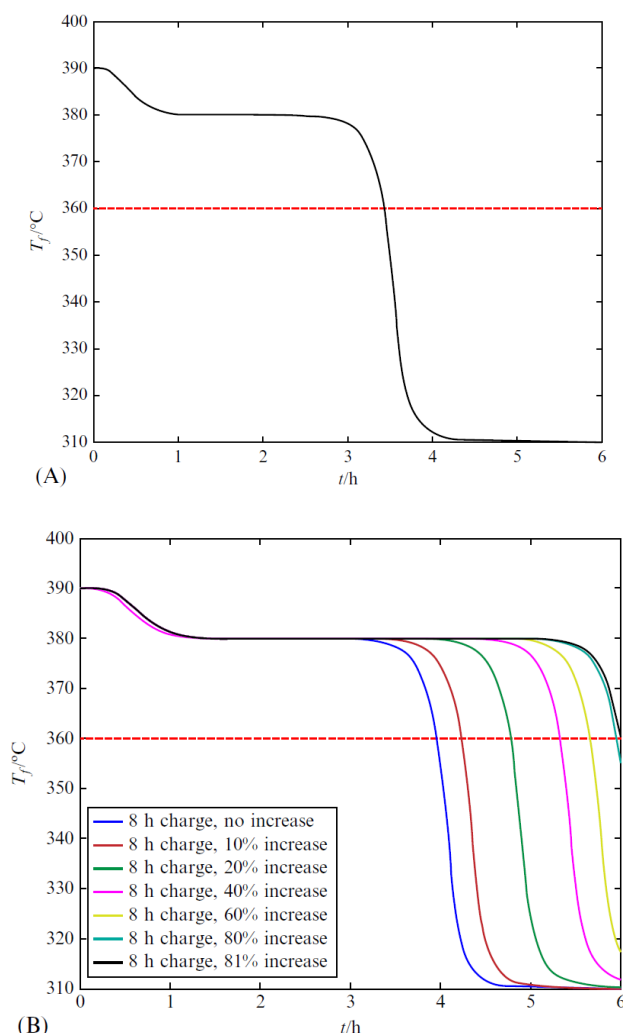 400
390
380
370
360
350
340
330
320
310
T_f/°C
0 1 2 3 4 5 6
t/h
(A)
400
390
380
370
360
350
340
330
320
310
T_f/°C
8 h charge, no increase
8 h charge, 10% increase
8 h charge, 20% increase
8 h charge, 40% increase
8 h charge, 60% increase
8 h charge, 80% increase
8 h charge, 81% increase
0 1 2 3 4 5 6
t/h
(B)